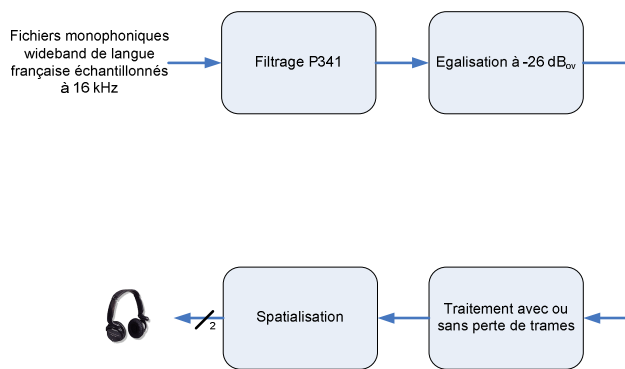 Fichiers monophoniques
wideband de langue
française échantillonnés
à 16 kHz
Filtrage P341
Egalisation à -26 dBov
Spatialisation
2
Traitement avec ou
sans perte de trames